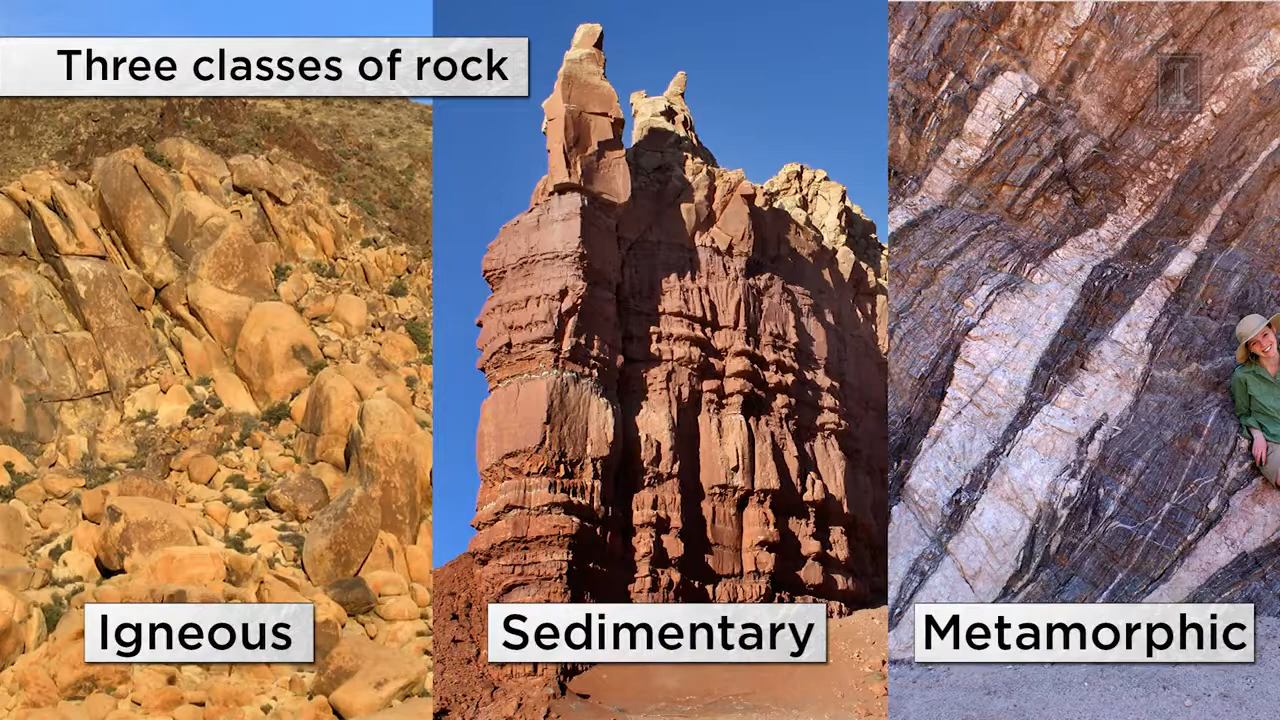 Three classes of rock
Igneous
Sedimentary
Metamorphic